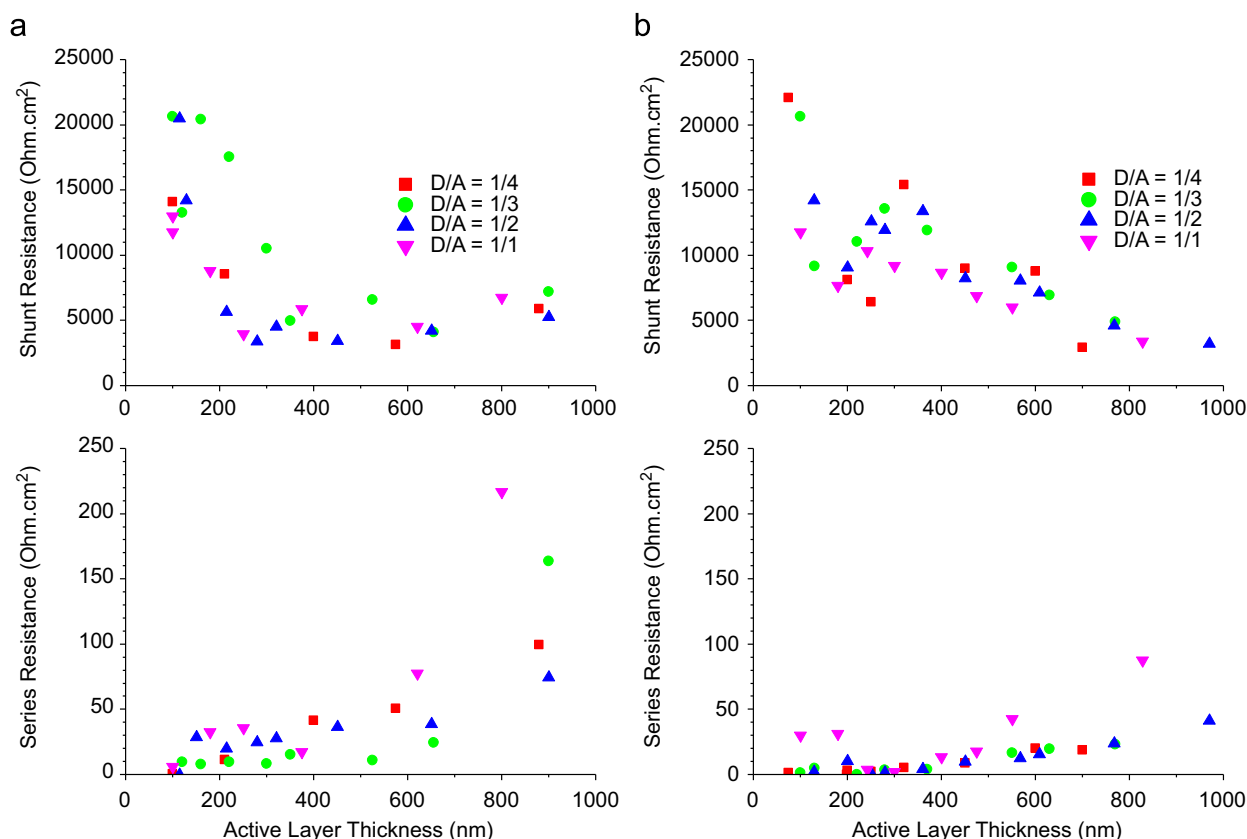 a
25000
20000
15000
10000
5000
0
0 200 400 600 800 1000
Shunt Resistance (Ohm.cm²)
D/A = 1/4
D/A = 1/3
D/A = 1/2
D/A = 1/1
b
25000
20000
15000
10000
5000
0
0 200 400 600 800 1000
Shunt Resistance (Ohm.cm²)
D/A = 1/4
D/A = 1/3
D/A = 1/2
D/A = 1/1
250
200
150
100
50
0
0 200 400 600 800 1000
Series Resistance (Ohm.cm²)
Active Layer Thickness (nm)
250
200
150
100
50
0
0 200 400 600 800 1000
Series Resistance (Ohm.cm²)
Active Layer Thickness (nm)